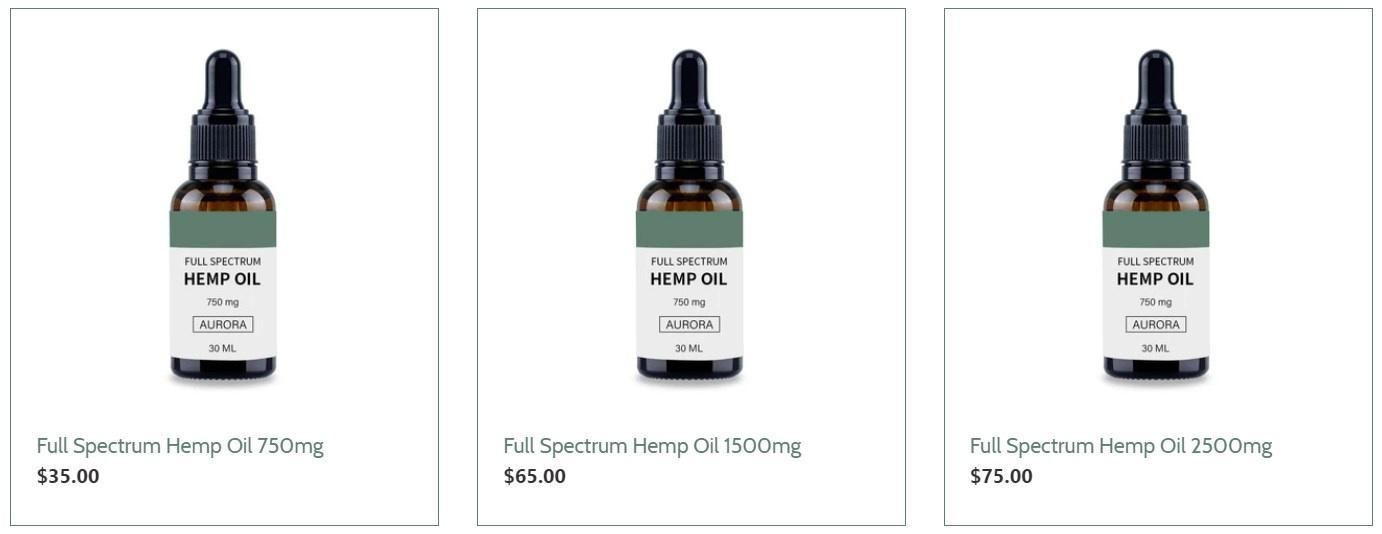 FULL SPECTRUM
HEMP OIL
750 mg
AURORA
30 ML
Full Spectrum Hemp Oil 750mg
$35.00
FULL SPECTRUM
HEMP OIL
750 mg
AURORA
30 ML
Full Spectrum Hemp Oil 1500mg
$65.00
FULL SPECTRUM
HEMP OIL
750 mg
AURORA
30 ML
Full Spectrum Hemp Oil 2500mg
$75.00